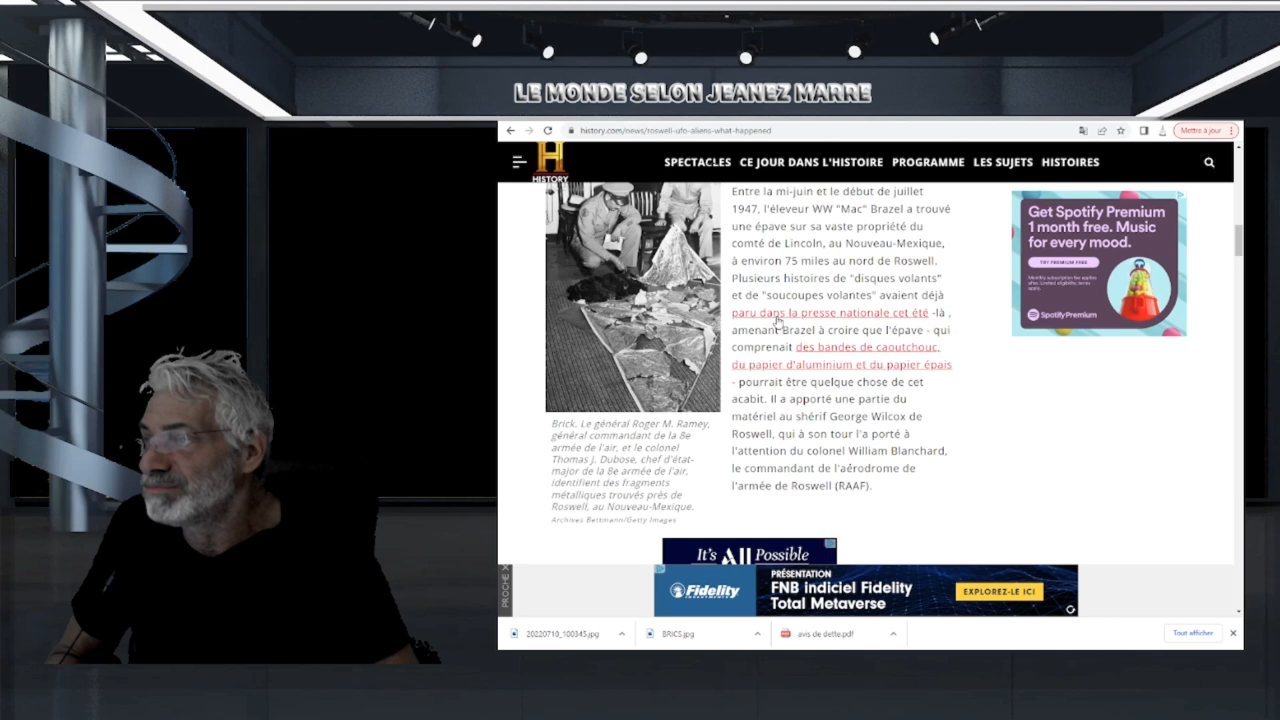 LE MONDE SELON JEANEZ MARRE
history.com/news/roswell-ufo-aliens-what-happened
Mettre à jour
H
HISTORY
SPECTACLES CE JOUR DANS L'HISTOIRE PROGRAMME LES SUJETS HISTOIRES
Entre la mi-juin et le début de juillet
1947, l'éleveur WW "Mac" Brazel a trouvé
une épave sur sa vaste propriété du
comté de Lincoln, au Nouveau-Mexique,
à environ 75 miles au nord de Roswell.
Plusieurs histoires de "disques volants"
et de "soucoupes volantes" avaient déjà
paru dans la presse nationale cet été -là ,
amenant Brazel à croire que l'épave - qui
comprenait des bandes de caoutchouc,
du papier d'aluminium et du papier épais
- pourrait être quelque chose de cet
acabit. Il a apporté une partie du
matériel au shérif George Wilcox de
Roswell, qui à son tour l'a porté à
l'attention du colonel William Blanchard,
le commandant de l'aérodrome de
l'armée de Roswell (RAAF).
Brick. Le général Roger M. Ramey,
général commandant de la 8e
armée de l'air, et le colonel
Thomas J. Dubose, chef d'état-
major de la 8e armée de l'air,
identifient des fragments
métalliques trouvés près de
Roswell, au Nouveau-Mexique.
Archives Bettmann/Getty Images
Get Spotify Premium
1 month free. Music
for every mood.
TRY PREMIUM FREE
Spotify Premium
It's All Possible
PROCHE X
Fidelity
INVESTMENTS
PRÉSENTATION
FNB indiciel Fidelity
Total Metaverse
EXPLOREZ-LE ICI
20220710_100345.jpg
BRICS.jpg
avis de dette.pdf
Tout afficher